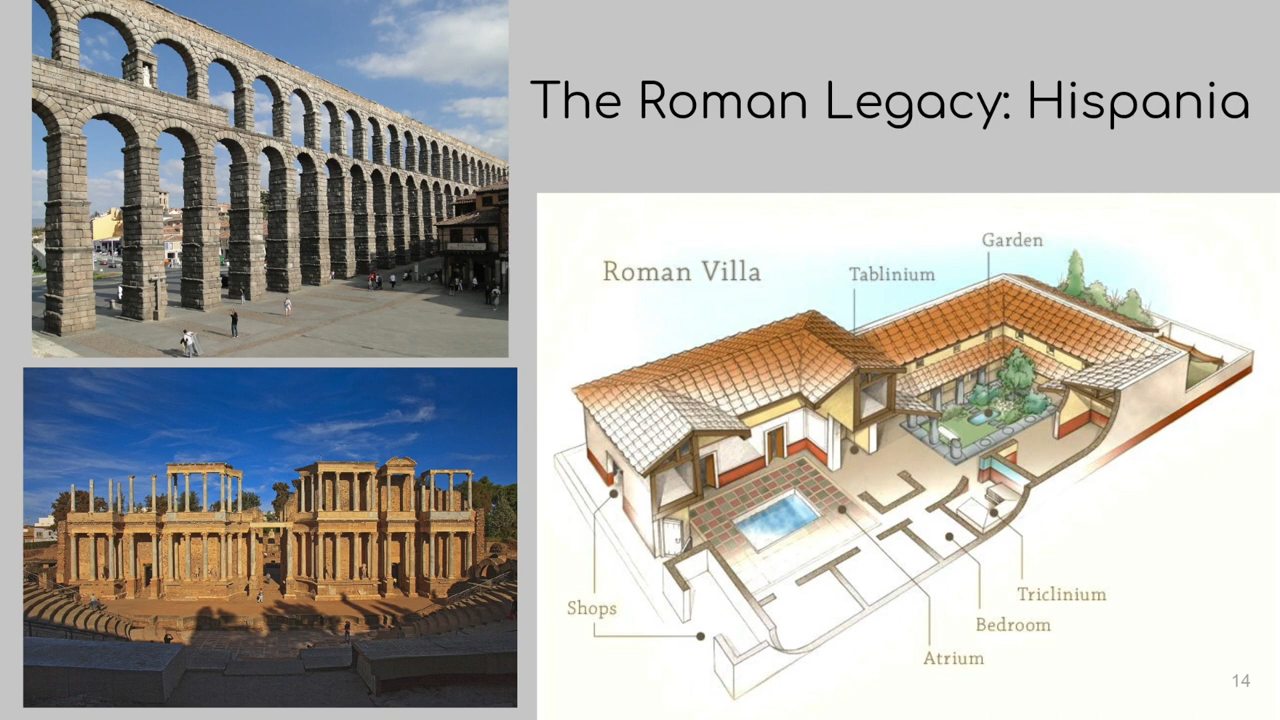 The Roman Legacy: Hispania
Garden
Roman Villa
Tablinium
Shops
Triclinium
Bedroom
Atrium
14